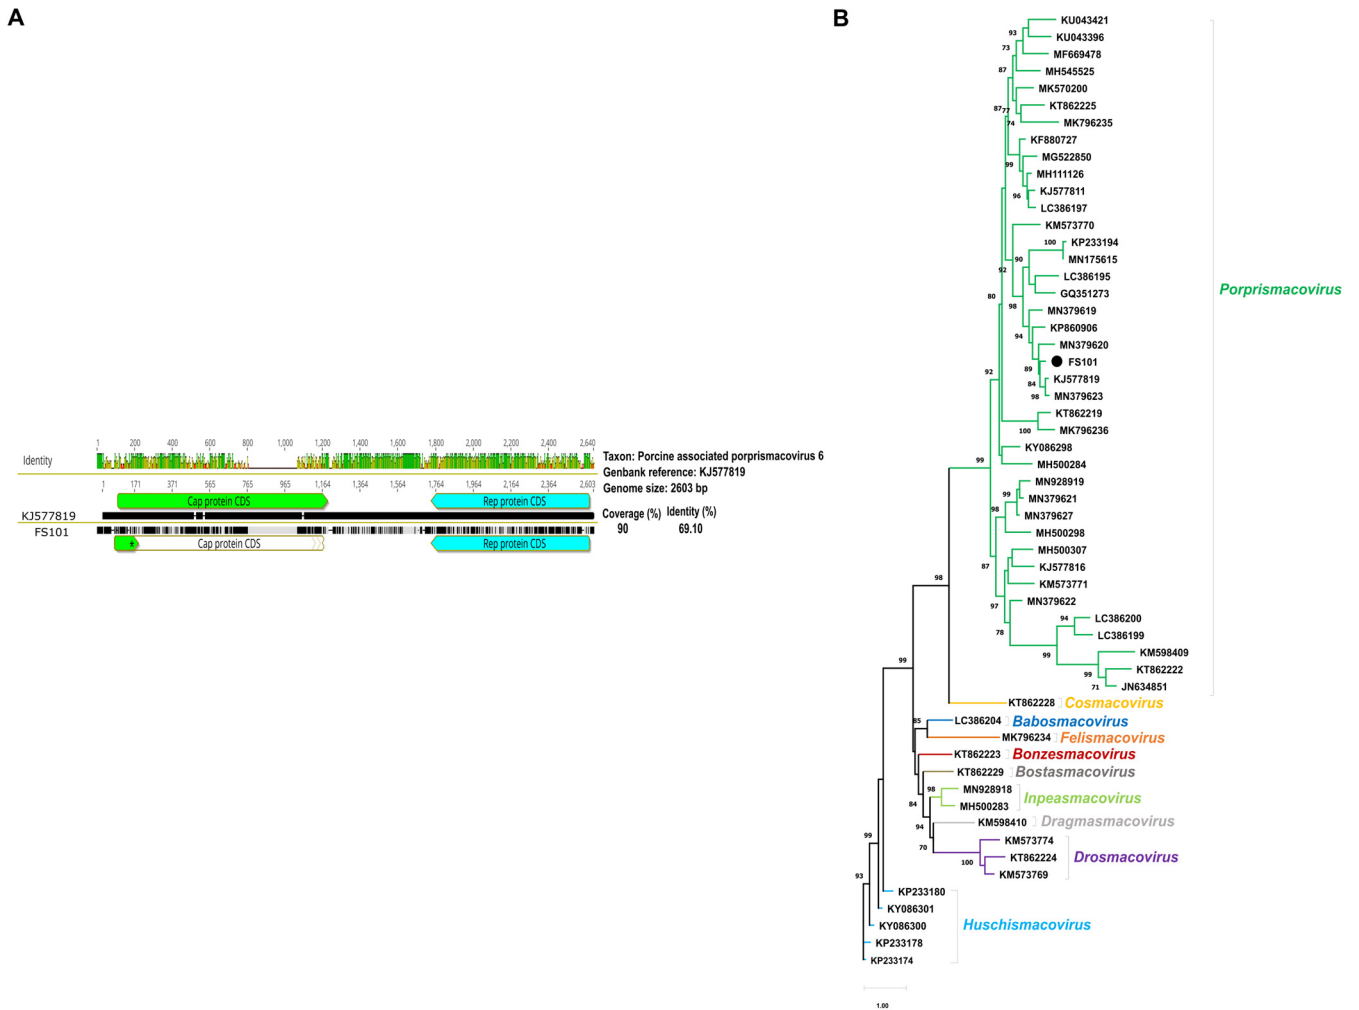 A
1 200 400 600 800 1,000 1,200 1,400 1,600 1,800 2,000 2,200 2,400 2,640
Identity
1 171 371 565 785 965 1,164 1,364 1,564 1,764 1,964 2,164 2,364 2,603
Taxon: Porcine associated porprismacovirus 6
Genbank reference: KJ577819
Genome size: 2603 bp
Cap protein CDS Rep protein CDS
KJ577819
Coverage (%) Identity (%)
FS101
90 69.10
* Cap protein CDS Rep protein CDS
B
KU043421
93
KU043396
73
MF669478
87
MH545525
MK570200
87 77
KT862225
74
MK796235
KF880727
MG522850
99
MH111126
KJ577811
96
LC386197
KM573770
100
KP233194
90
MN175615
92
LC386195
Porprismacovirus
GQ351273
80
98
MN379619
KP860906
94
MN379620
FS101
89
92
KJ577819
84
MN379623
98
KT862219
MK796236
100
KY086298
99
MH500284
MN928919
99
MN379621
98
MN379627
MH500298
MH500307
87
KJ577816
98
KM573771
MN379622
97
LC386200
94
78
LC386199
99
KM598409
99
99
KT862222
JN634851
71
KT862228 Cosmacovirus
LC386204 Babosmacovirus
85
MK796234 Felismacovirus
KT862223 Bonzesmacovirus
KT862229 Bostasmacovirus
MN928918
98
Inpeasmacovirus
MH500283
84
KM598410 Dragmasmacovirus
94
KM573774
99
70
KT862224 Drosmacovirus
100
KM573769
93
KP233180
KY086301
KY086300 Huschismacovirus
KP233178
KP233174
1.00